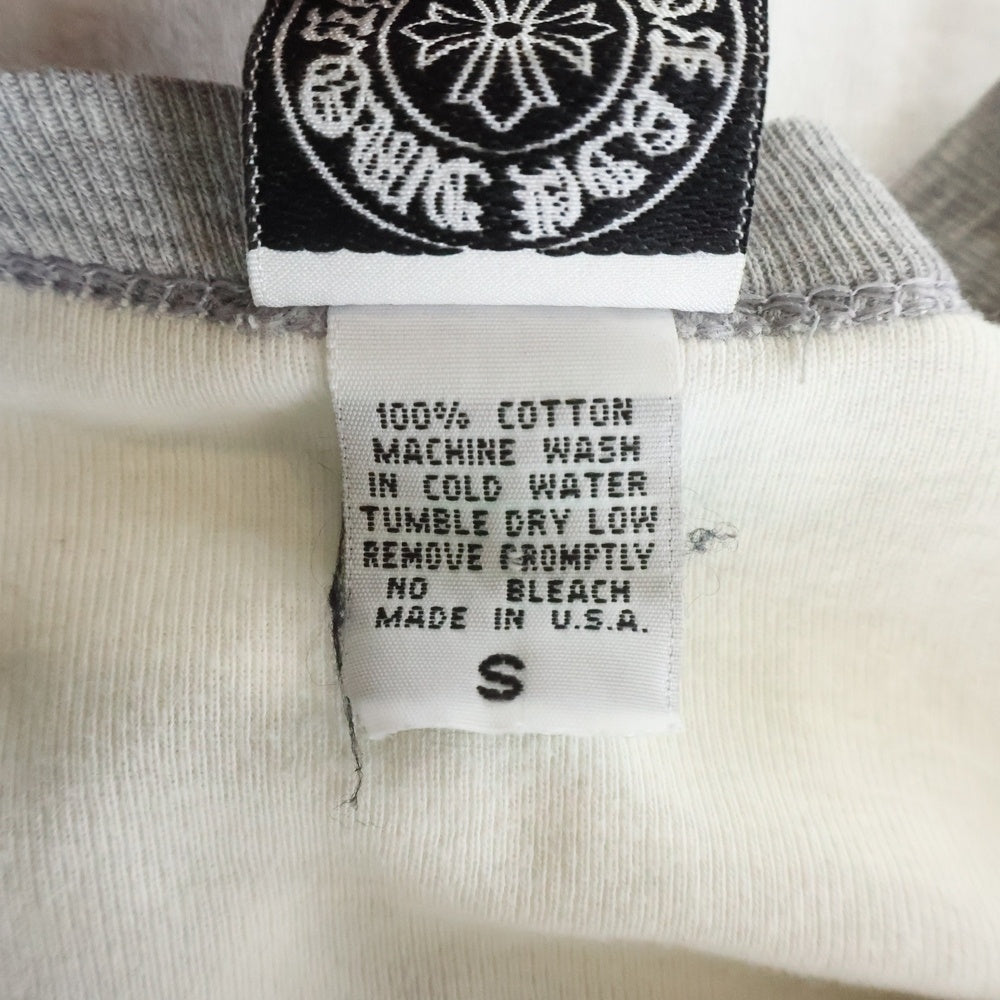 100% COTTON
MACHINE WASH
IN COLD WATER
TUMBLE DRY LOW
REMOVE PROMPTLY
NO BLEACH
MADE IN U.S.A.
S